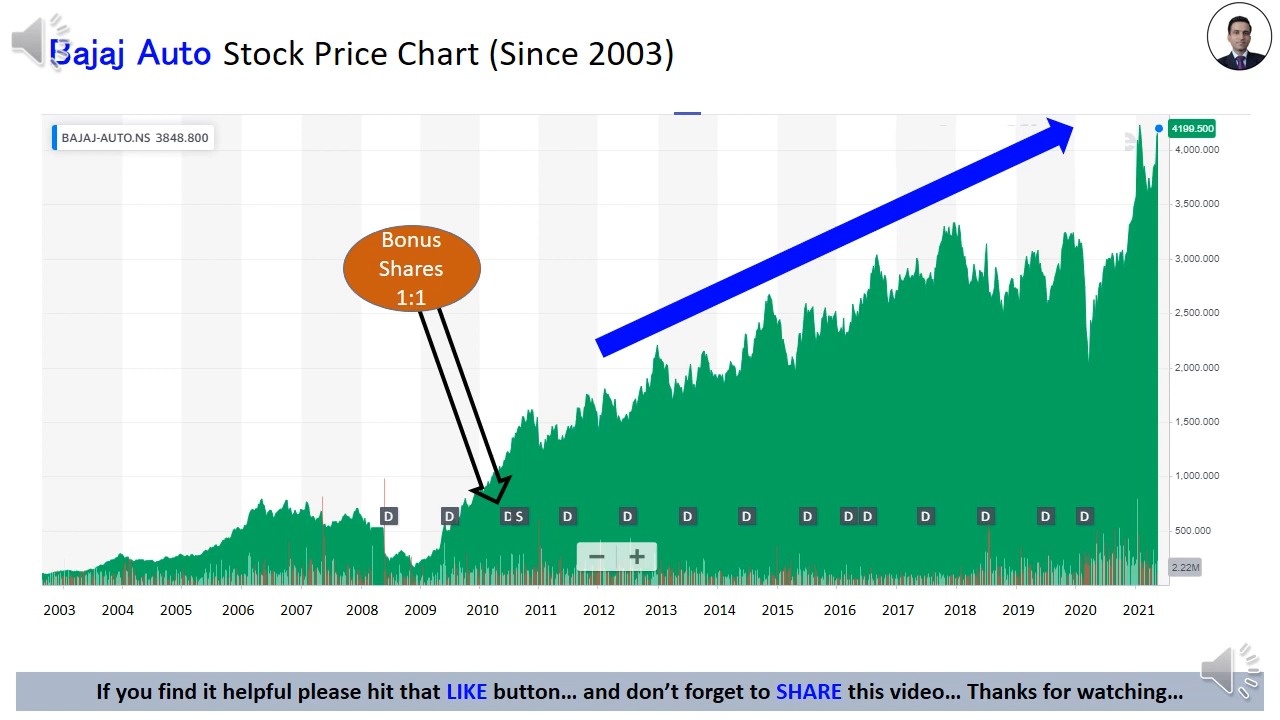 Bajaj Auto Stock Price Chart (Since 2003)
BAJAJ-AUTO.NS 3848.800
4199.500
4,000.000
3,500.000
3,000.000
2,500.000
2,000.000
1,500.000
1,000.000
500.000
2.22M
Bonus
Shares
1:1
D D D S D D D D D D D D D D D
− +
2003 2004 2005 2006 2007 2008 2009 2010 2011 2012 2013 2014 2015 2016 2017 2018 2019 2020 2021
If you find it helpful please hit that LIKE button… and don’t forget to SHARE this video… Thanks for watching…